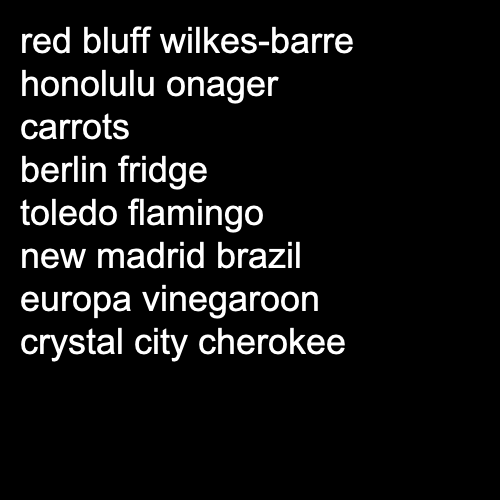 red bluff wilkes-barre
honolulu onager
carrots
berlin fridge
toledo flamingo
new madrid brazil
europa vinegaroon
crystal city cherokee